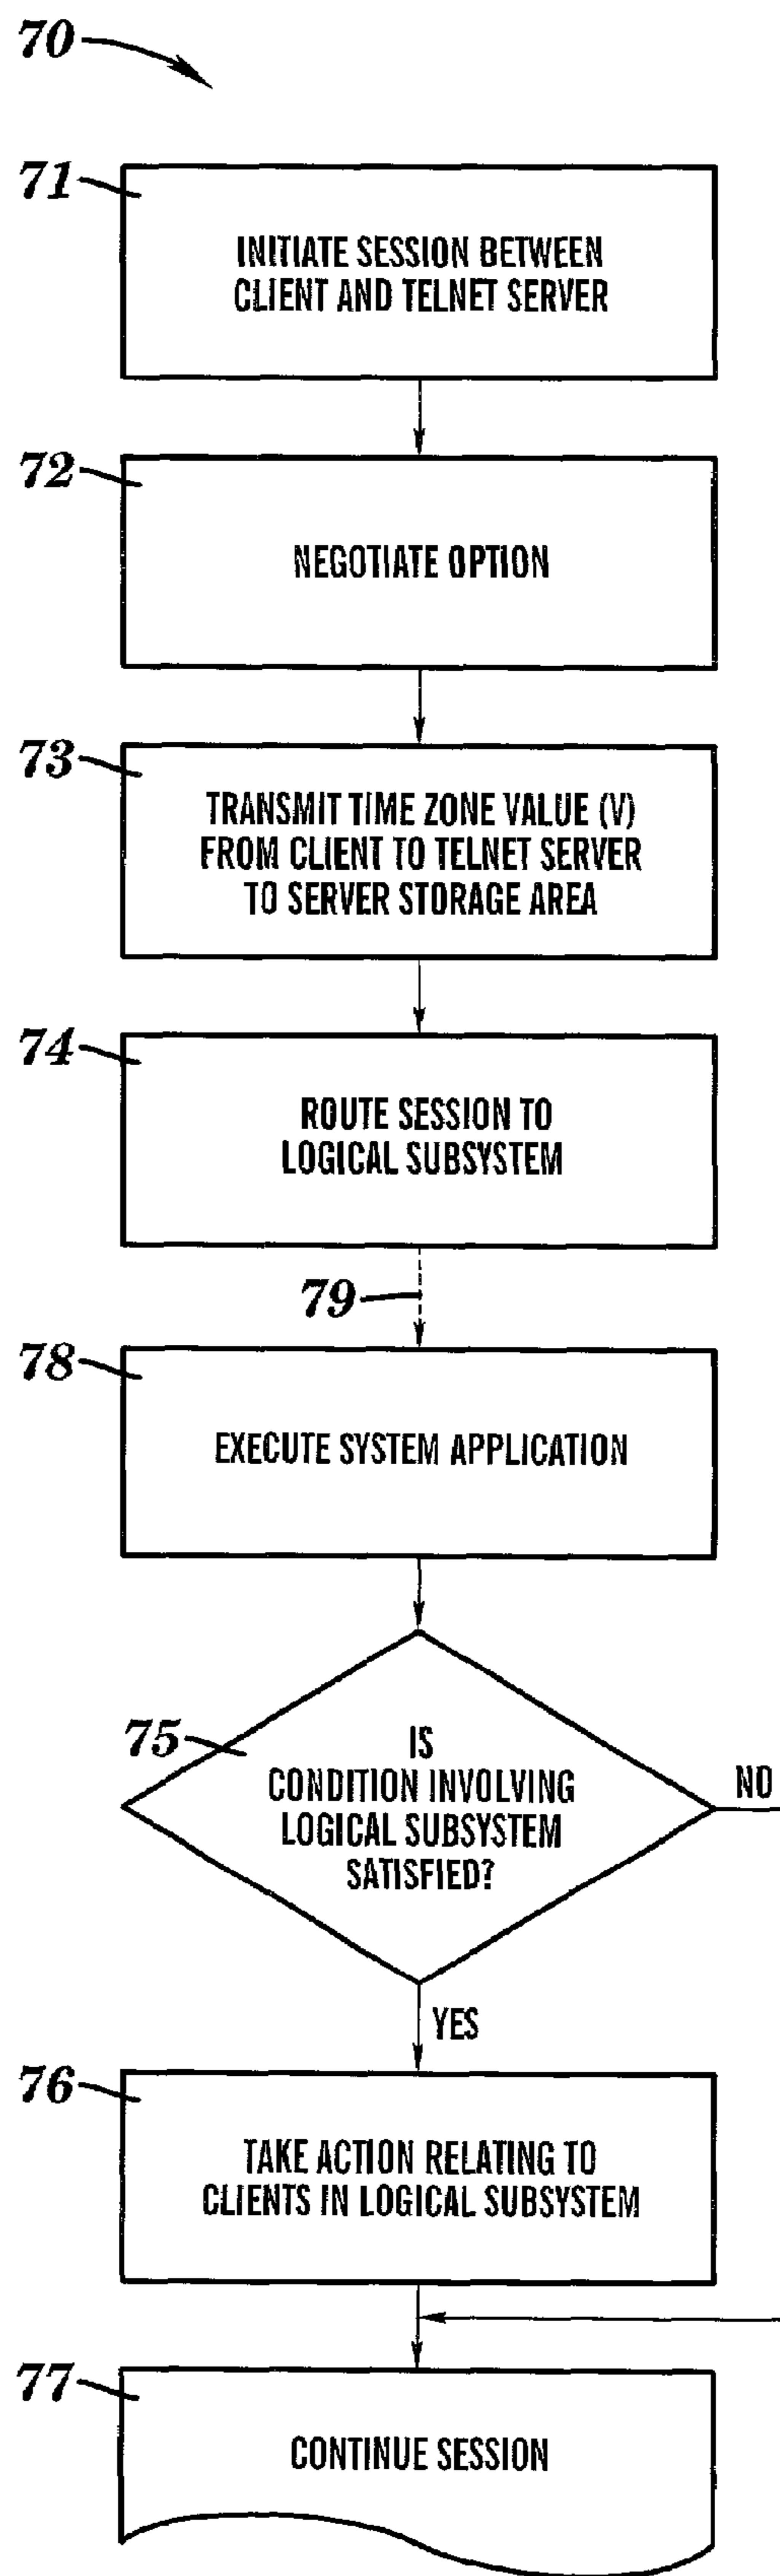 70
71
INITIATE SESSION BETWEEN
CLIENT AND TELNET SERVER
72
NEGOTIATE OPTION
73
TRANSMIT TIME ZONE VALUE (V)
FROM CLIENT TO TELNET SERVER
TO SERVER STORAGE AREA
74
ROUTE SESSION TO
LOGICAL SUBSYSTEM
79
78
EXECUTE SYSTEM APPLICATION
75
IS
CONDITION INVOLVING
LOGICAL SUBSYSTEM
SATISFIED?
NO
YES
76
TAKE ACTION RELATING TO
CLIENTS IN LOGICAL SUBSYSTEM
77
CONTINUE SESSION